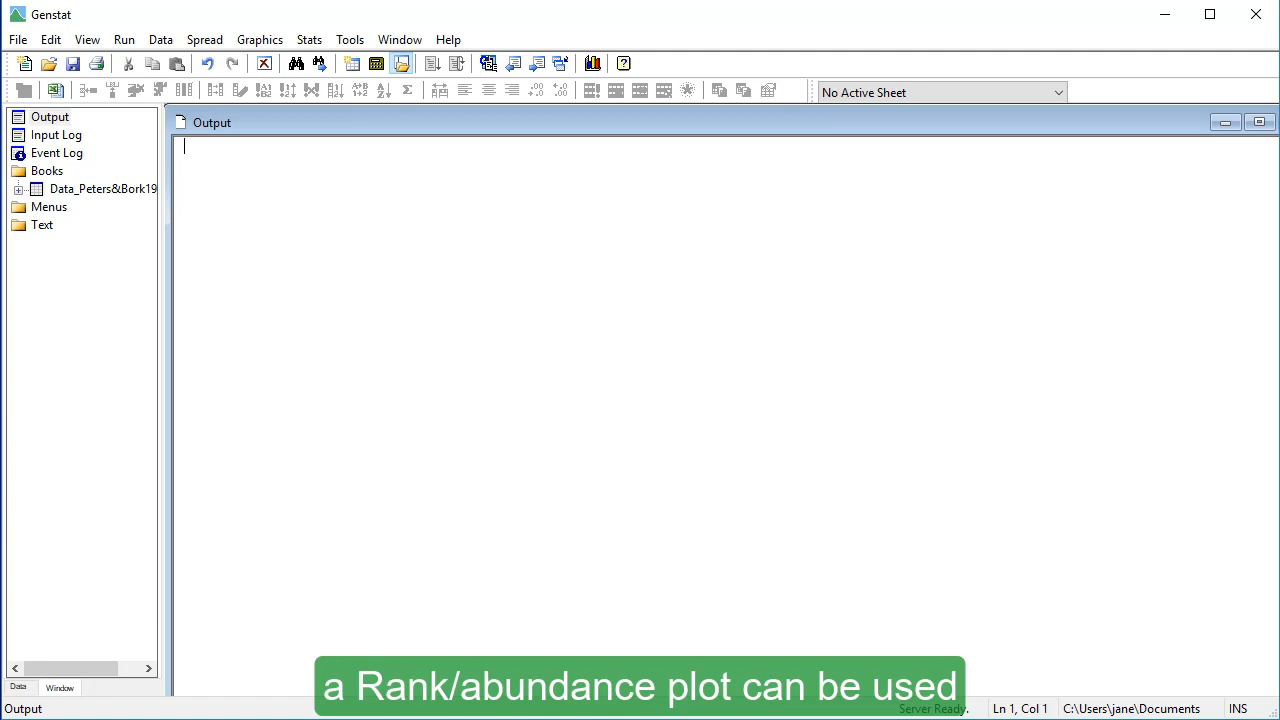 Genstat
File Edit View Run Data Spread Graphics Stats Tools Window Help
No Active Sheet
Output
Input Log
Event Log
Books
Data_Peters&Bork19
Menus
Text
Output
a Rank/abundance plot can be used
Data Window
Output Server Ready. Ln 1, Col 1 C:\Users\jane\Documents INS